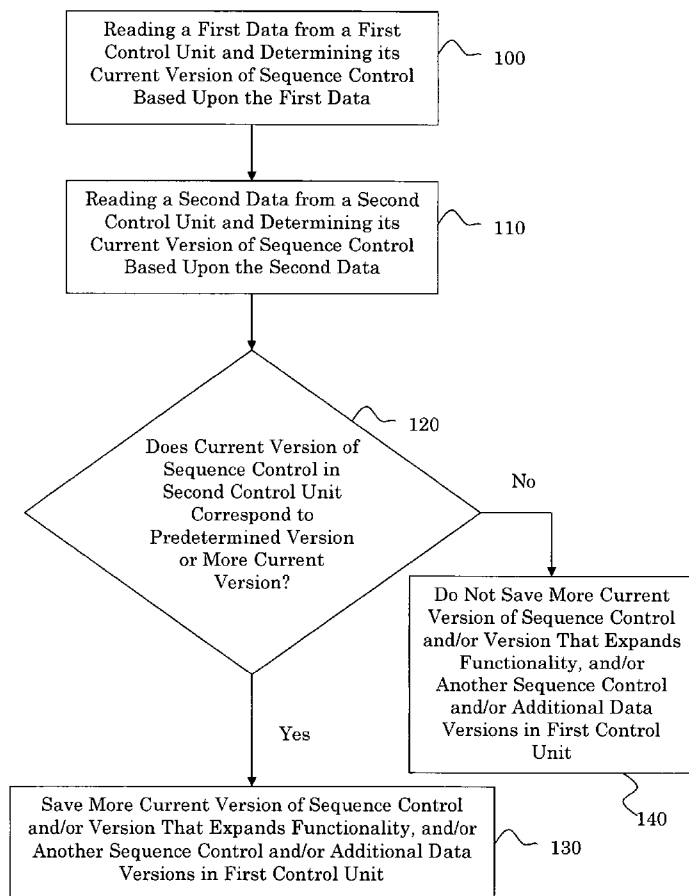 Reading a First Data from a First
Control Unit and Determining its
Current Version of Sequence Control
Based Upon the First Data
100
Reading a Second Data from a Second
Control Unit and Determining its
Current Version of Sequence Control
Based Upon the Second Data
110
120
Does Current Version of
Sequence Control in
Second Control Unit
Correspond to
Predetermined Version
or More Current
Version?
No
Do Not Save More Current
Version of Sequence Control
and/or Version That Expands
Functionality, and/or
Another Sequence Control
and/or Additional Data
Versions in First Control
Unit
140
Yes
Save More Current Version of Sequence Control
and/or Version That Expands Functionality, and/or
Another Sequence Control and/or Additional Data
Versions in First Control Unit
130